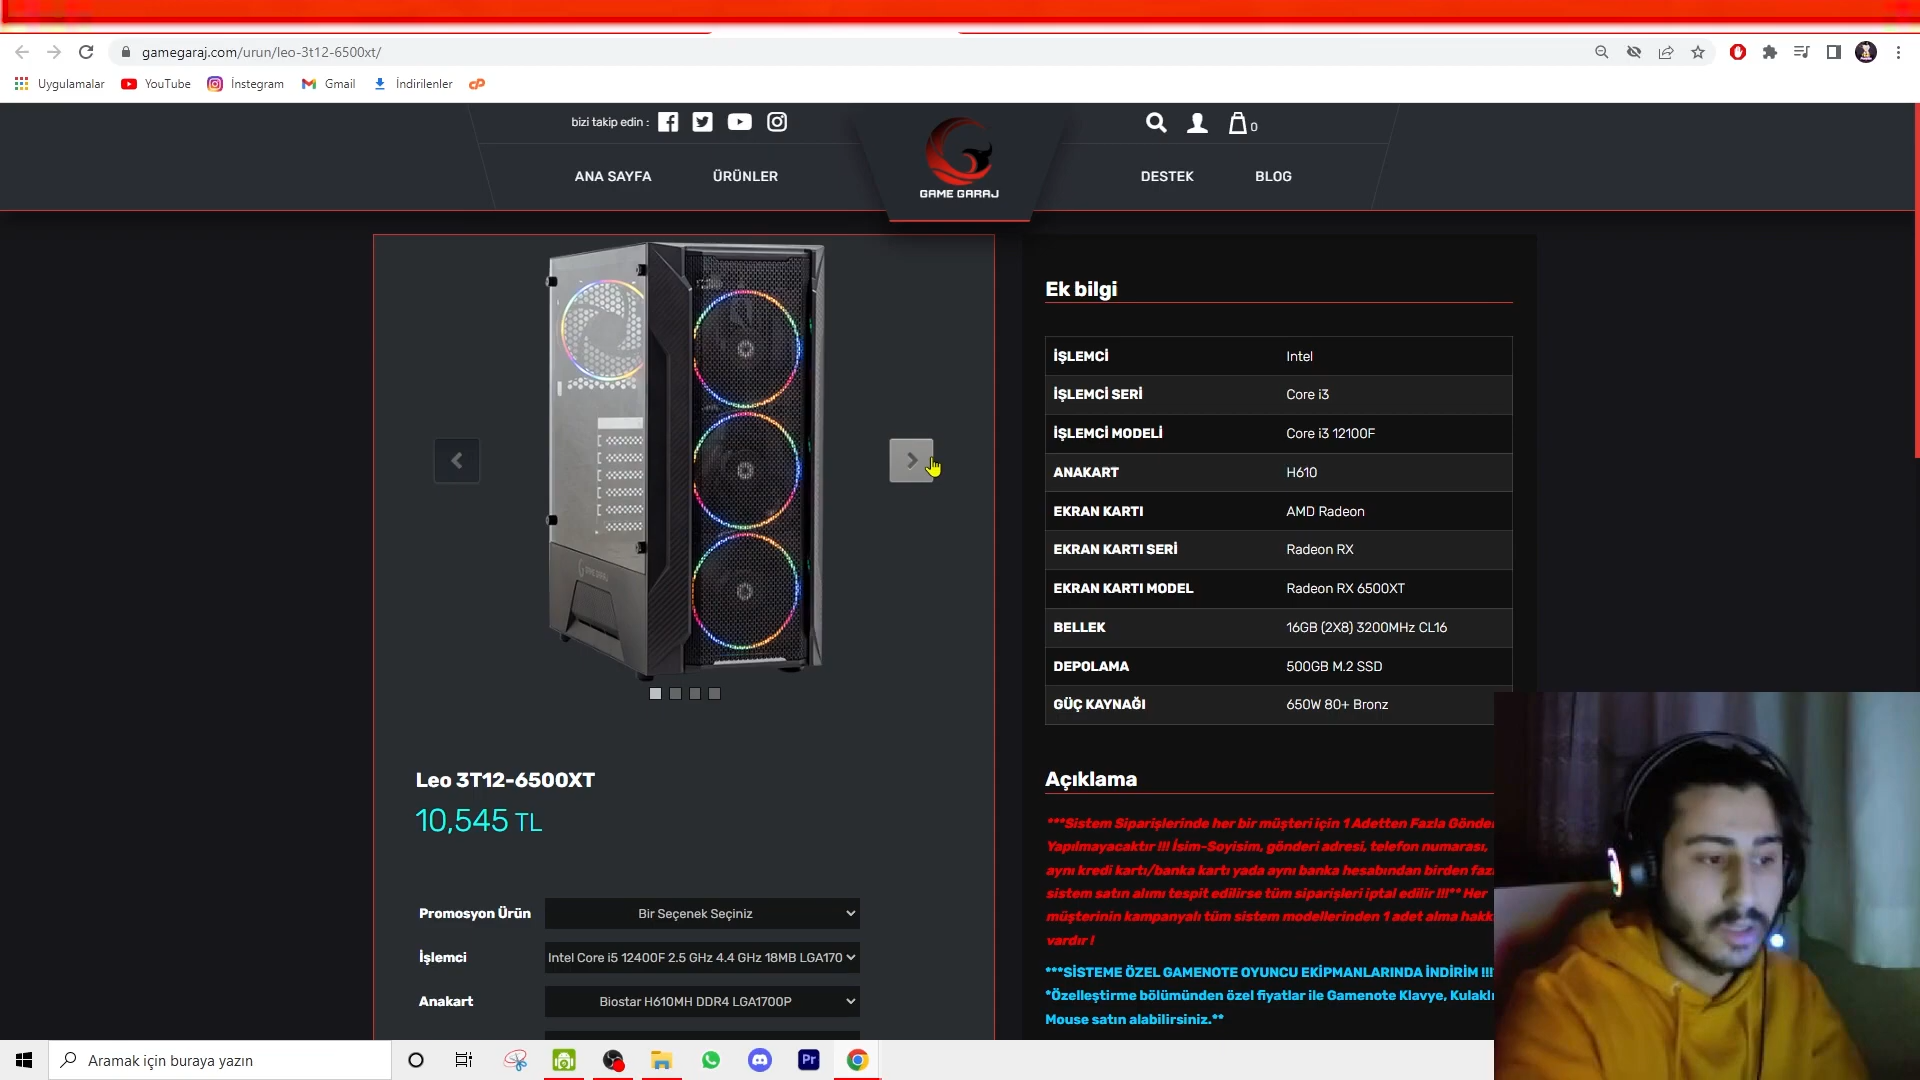 gamegaraj.com/urun/leo-3t12-6500xt/
Uygulamalar
YouTube
İnstegram
Gmail
İndirilenler
bizi takip edin :
0
ANA SAYFA
ÜRÜNLER
GAME GARAJ
DESTEK
BLOG
Leo 3T12-6500XT
10,545 TL
Promosyon Ürün Bir Seçenek Seçiniz
İşlemci Intel Core i5 12400F 2.5 GHz 4.4 GHz 18MB LGA170
Anakart Biostar H610MH DDR4 LGA1700P
Ek bilgi
İŞLEMCİ Intel
İŞLEMCİ SERİ Core i3
İŞLEMCİ MODELİ Core i3 12100F
ANAKART H610
EKRAN KARTI AMD Radeon
EKRAN KARTI SERİ Radeon RX
EKRAN KARTI MODEL Radeon RX 6500XT
BELLEK 16GB (2X8) 3200MHz CL16
DEPOLAMA 500GB M.2 SSD
GÜÇ KAYNAĞI 650W 80+ Bronz
Açıklama
***Sistem Siparişlerinde her bir müşteri için 1 Adetten Fazla Gönder
Yapılmayacaktır !!! İsim-Soyisim, gönderi adresi, telefon numarası,
aynı kredi kartı/banka kartı yada aynı banka hesabından birden fazl
sistem satın alımı tespit edilirse tüm siparişleri iptal edilir !!!** Her
müşterinin kampanyalı tüm sistem modellerinden 1 adet alma hakk
vardır !
***SİSTEME ÖZEL GAMENOTE OYUNCU EKİPMANLARINDA İNDİRİM !!!
*Özelleştirme bölümünden özel fiyatlar ile Gamenote Klavye, Kulakl
Mouse satın alabilirsiniz.**
Aramak için buraya yazın
Pr